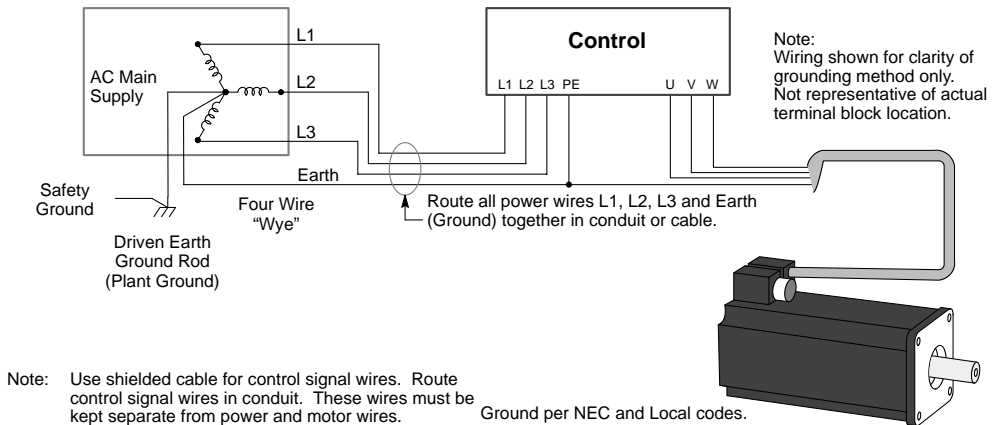 AC Main
Supply
L1
L2
L3
Earth
Control
L1 L2 L3 PE
U V W
Note:
Wiring shown for clarity of
grounding method only.
Not representative of actual
terminal block location.
Safety
Ground
Driven Earth
Ground Rod
(Plant Ground)
Four Wire
“Wye”
Route all power wires L1, L2, L3 and Earth
(Ground) together in conduit or cable.
Note: Use shielded cable for control signal wires. Route
control signal wires in conduit. These wires must be
kept separate from power and motor wires.
Ground per NEC and Local codes.